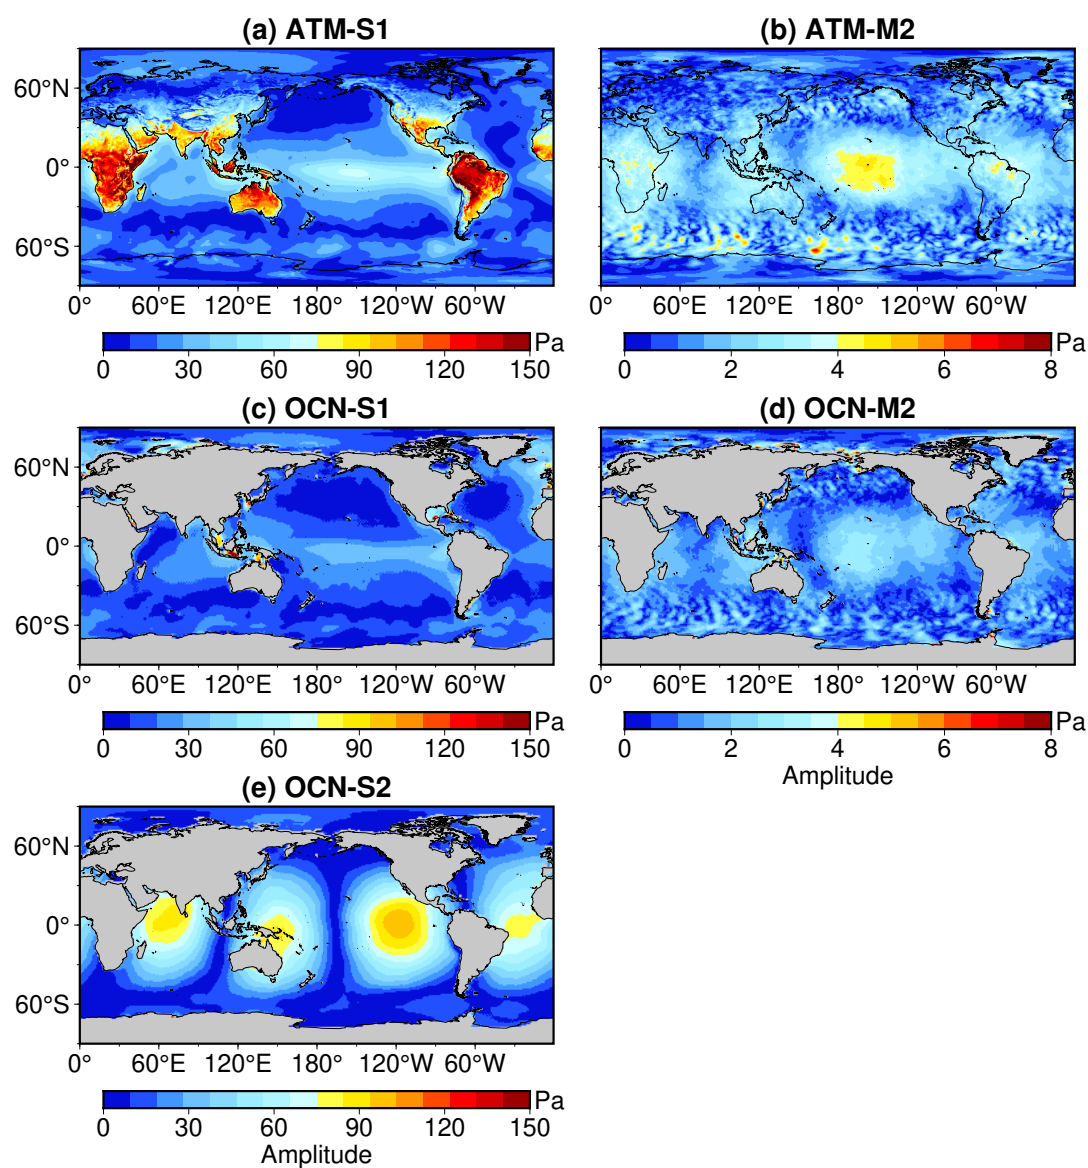 (a) ATM-S1
(b) ATM-M2
60°N
0°
60°S
0° 60°E 120°E 180° 120°W 60°W
0° 60°E 120°E 180° 120°W 60°W
0 30 60 90 120 150 Pa
0 2 4 6 8 Pa
(c) OCN-S1
(d) OCN-M2
60°N
0°
60°S
0° 60°E 120°E 180° 120°W 60°W
0° 60°E 120°E 180° 120°W 60°W
0 30 60 90 120 150 Pa
0 2 4 6 8 Pa
Amplitude
(e) OCN-S2
60°N
0°
60°S
0° 60°E 120°E 180° 120°W 60°W
0 30 60 90 120 150 Pa
Amplitude